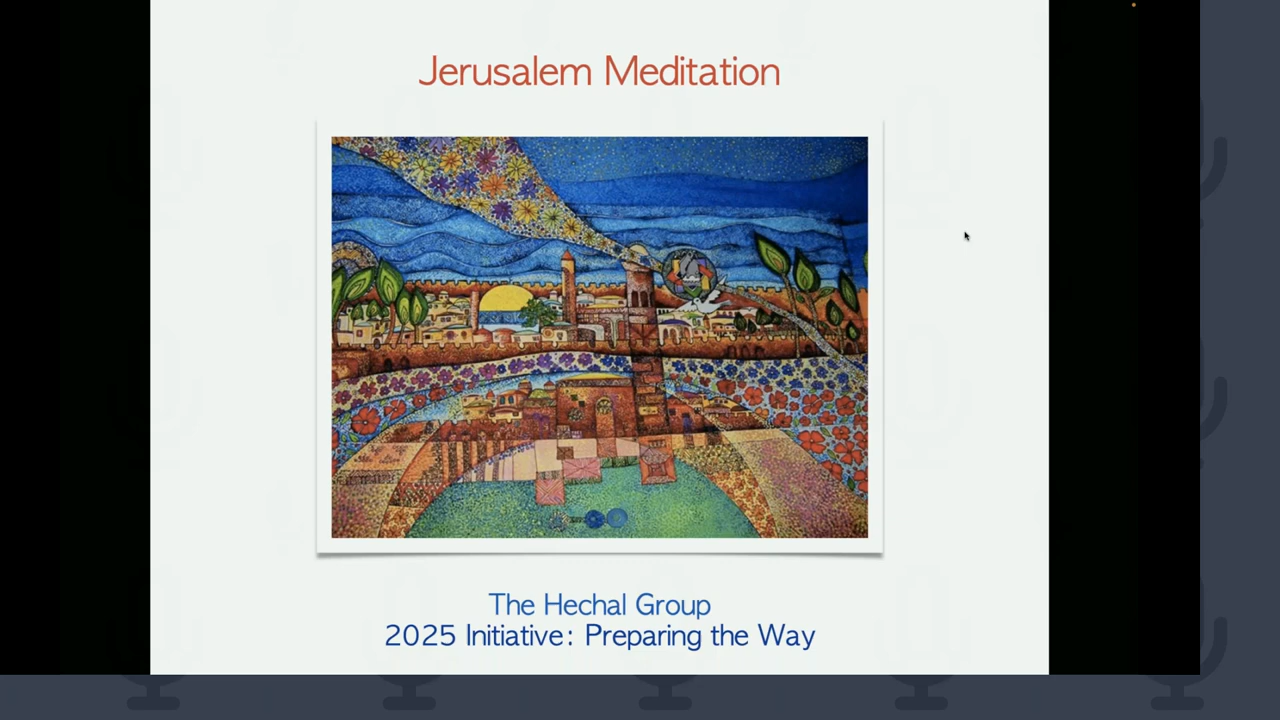 Jerusalem Meditation
The Hechal Group
2025 Initiative: Preparing the Way